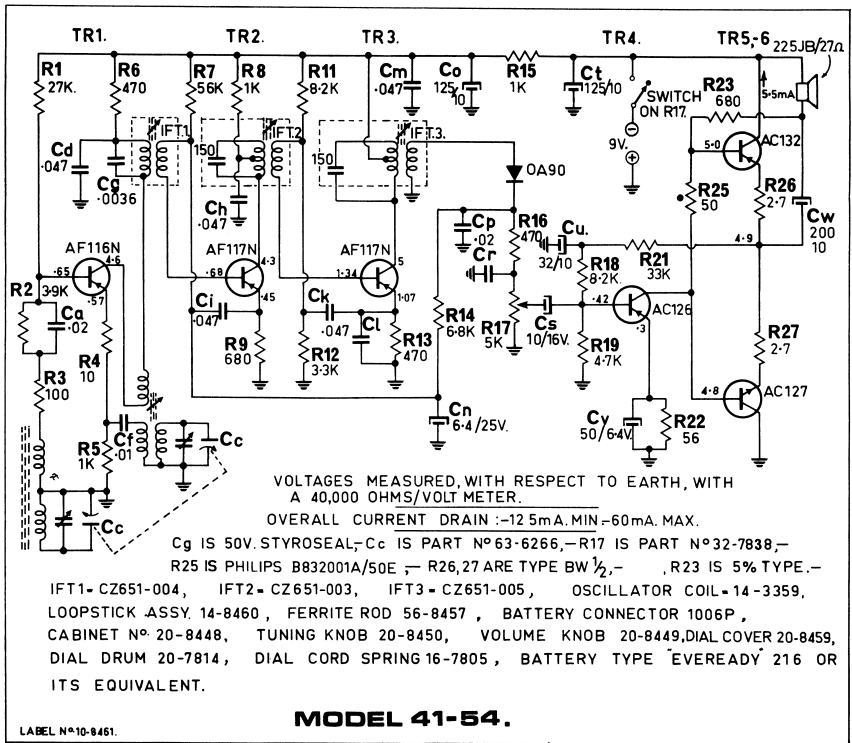 TR1. TR2. TR3. TR4. TR5,-6
225JB/27Ω
R1
27K.
R6
470
R7
56K
R8
1K
R11
8·2K
Cm
.047
Co
125/10
R15
1K
Ct
125/10
SWITCH
ON R17.
9V.
R23
680
5·5mA
IFT1.
IFT.2
IFT.3.
Cd
.047
Cg
.0036
150
Ch
.047
150
OA90
AC132
5·0
R25
50
R26
2·7
Cw
200
10
4·9
Cp
.02
R16
470
Cu.
32/10
Cr
R18
8·2K
R21
33K
AF116N
4·6
.65
.57
AF117N
4·3
.68
.45
AF117N
5
1·34
1·07
R2
3·9K
Ca
.02
R4
10
Ci
.047
R9
680
Ck
.047
Cl
R12
3·3K
R13
470
R14
6·8K
R17
5K
Cs
10/16V.
.42
AC126
.3
R19
4·7K
R27
2·7
4·8
AC127
R3
100
R5
1K
Cf
.01
Cc
Cc
Cn
6·4/25V.
Cy
50/6·4V.
R22
56
VOLTAGES MEASURED, WITH RESPECT TO EARTH, WITH
A 40,000 OHMS/VOLT METER.
OVERALL CURRENT DRAIN :-12 5mA. MIN-60mA. MAX.
Cg IS 50V. STYROSEAL,-Cc IS PART Nº63-6266,-R17 IS PART Nº32-7838,-
R25 IS PHILIPS B832001A/50E ,- R26,27 ARE TYPE BW ½,- , R23 IS 5% TYPE.-
IFT1= CZ651-004, IFT2= CZ651-003, IFT3= CZ651-005, OSCILLATOR COIL=14-3359,
LOOPSTICK ASSY. 14-8460, FERRITE ROD 56-8457, BATTERY CONNECTOR 1006P,
CABINET Nº· 20-8448, TUNING KNOB 20-8450, VOLUME KNOB 20-8449,DIAL COVER 20-8459,
DIAL DRUM 20-7814, DIAL CORD SPRING 16-7805, BATTERY TYPE "EVEREADY" 216 OR
ITS EQUIVALENT.
MODEL 41-54.
LABEL Nº.10-8461.